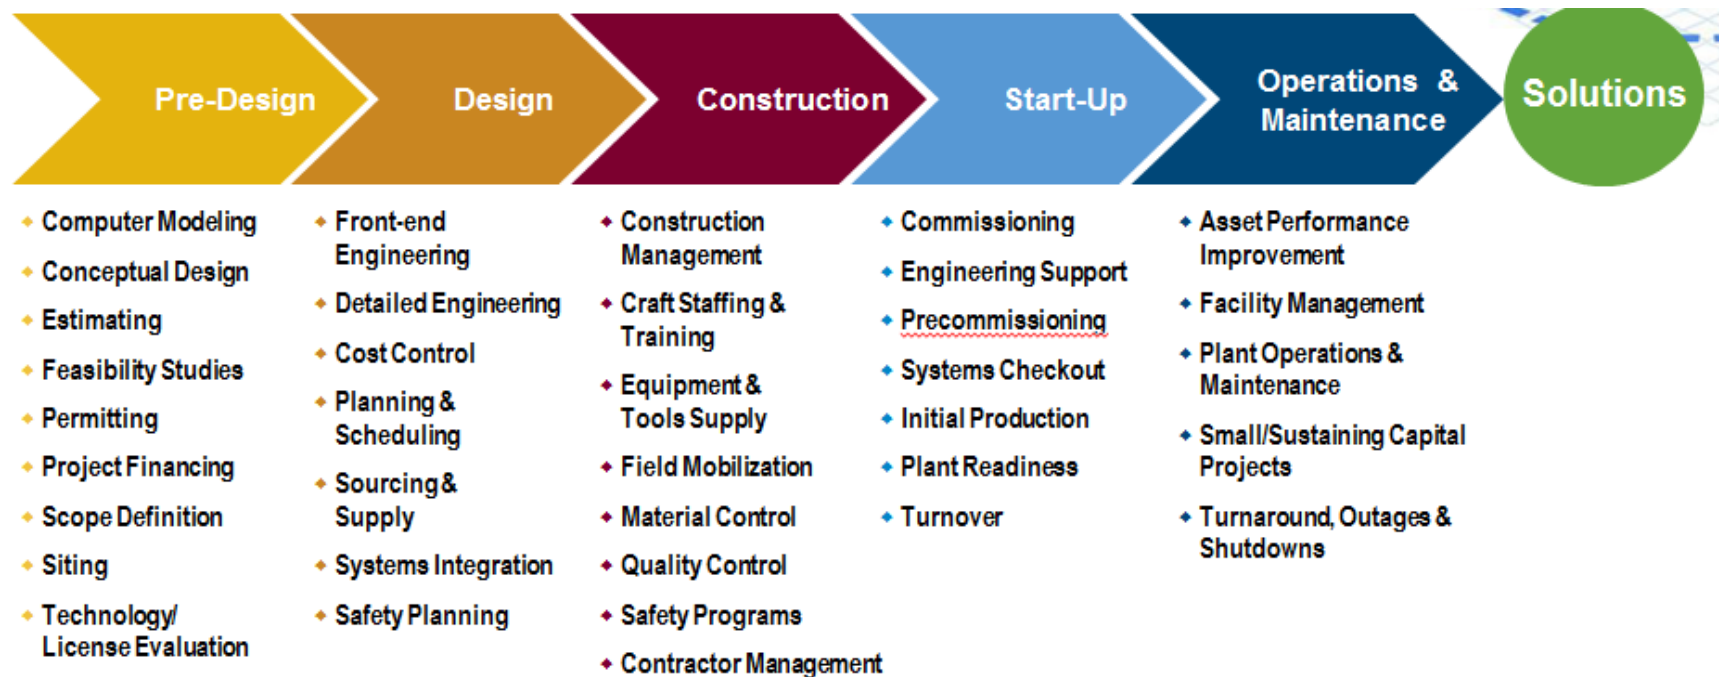 Pre-Design
Design
Construction
Start-Up
Operations &
Maintenance
Solutions
Computer Modeling
Conceptual Design
Estimating
Feasibility Studies
Permitting
Project Financing
Scope Definition
Siting
Technology/
License Evaluation
Front-end
Engineering
Detailed Engineering
Cost Control
Planning &
Scheduling
Sourcing &
Supply
Systems Integration
Safety Planning
Construction
Management
Craft Staffing &
Training
Equipment &
Tools Supply
Field Mobilization
Material Control
Quality Control
Safety Programs
Contractor Management
Commissioning
Engineering Support
Precommissioning
Systems Checkout
Initial Production
Plant Readiness
Turnover
Asset Performance
Improvement
Facility Management
Plant Operations &
Maintenance
Small/Sustaining Capital
Projects
Turnaround, Outages &
Shutdowns